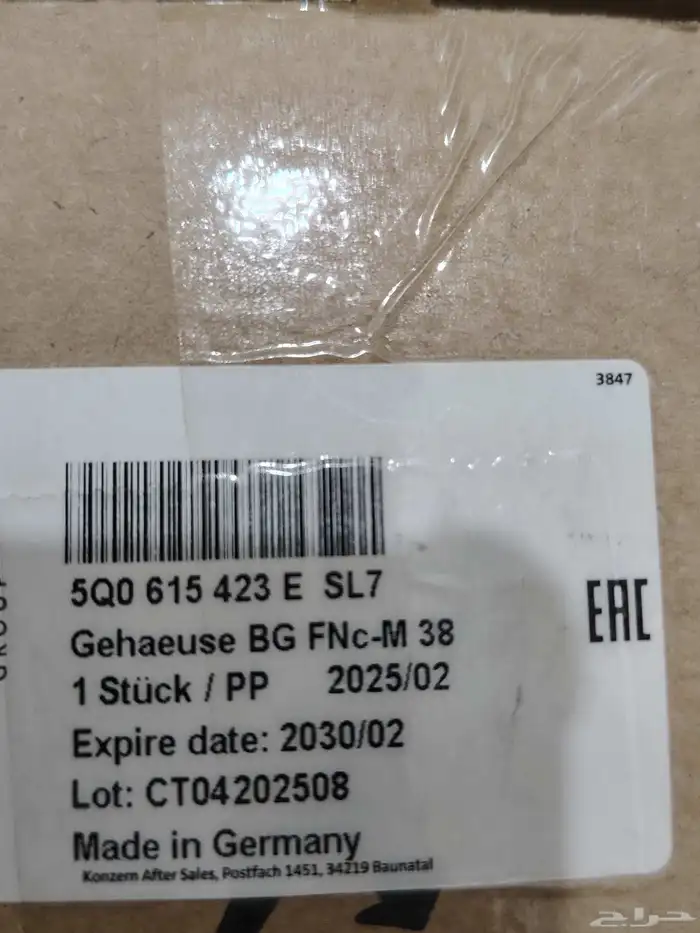 3847
5Q0 615 423 E SL7
Gehaeuse BG FNc-M 38
1 Stück / PP 2025/02
Expire date: 2030/02
Lot: CT04202508
Made in Germany
Konzern After Sales, Postfach 1451, 34219 Baunatal
EAC
حراج